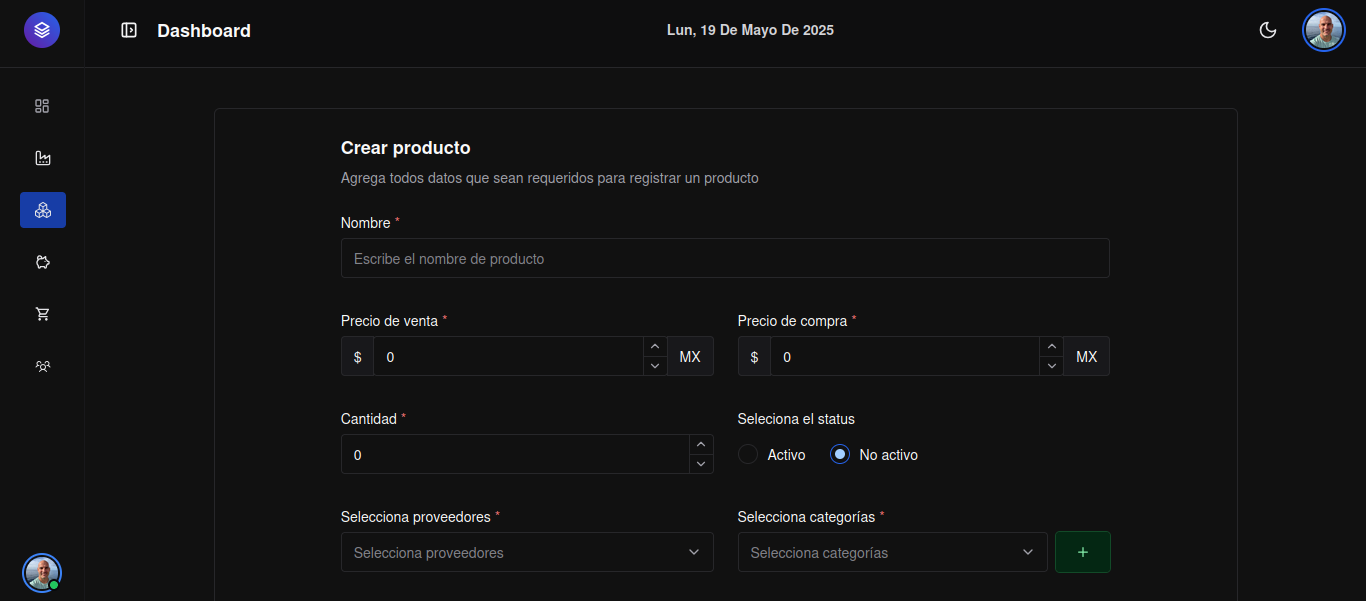 Dashboard
Lun, 19 De Mayo De 2025
Crear producto
Agrega todos datos que sean requeridos para registrar un producto
Nombre *
Escribe el nombre de producto
Precio de venta *
Precio de compra *
$ 0 MX
$ 0 MX
Cantidad *
Seleciona el status
0
Activo
No activo
Selecciona proveedores *
Selecciona categorías *
Selecciona proveedores
Selecciona categorías
+